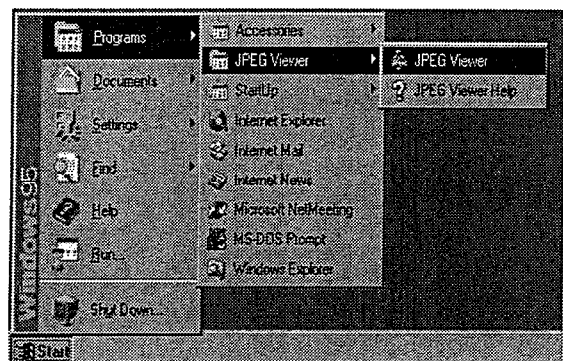 Programs
Documents
Settings
Find
Help
Run...
Shut Down...
Windows95
Start
Accessories
JPEG Viewer
StartUp
Internet Explorer
Internet Mail
Internet News
Microsoft NetMeeting
MS-DOS Prompt
Windows Explorer
JPEG Viewer
JPEG Viewer Help